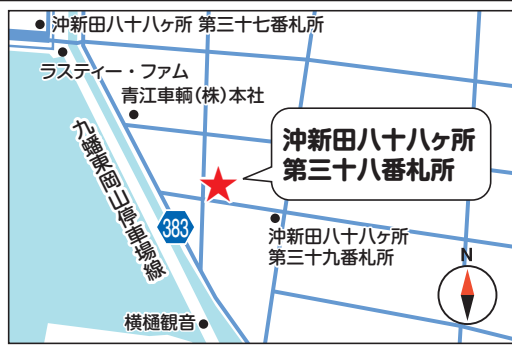 沖新田八十八ヶ所 第三十七番札所
ラスティー・ファム
青江車輌(株)本社
沖新田八十八ヶ所
第三十八番札所
九蟠東岡山停車場線
383
沖新田八十八ヶ所
第三十九番札所
N
横樋観音